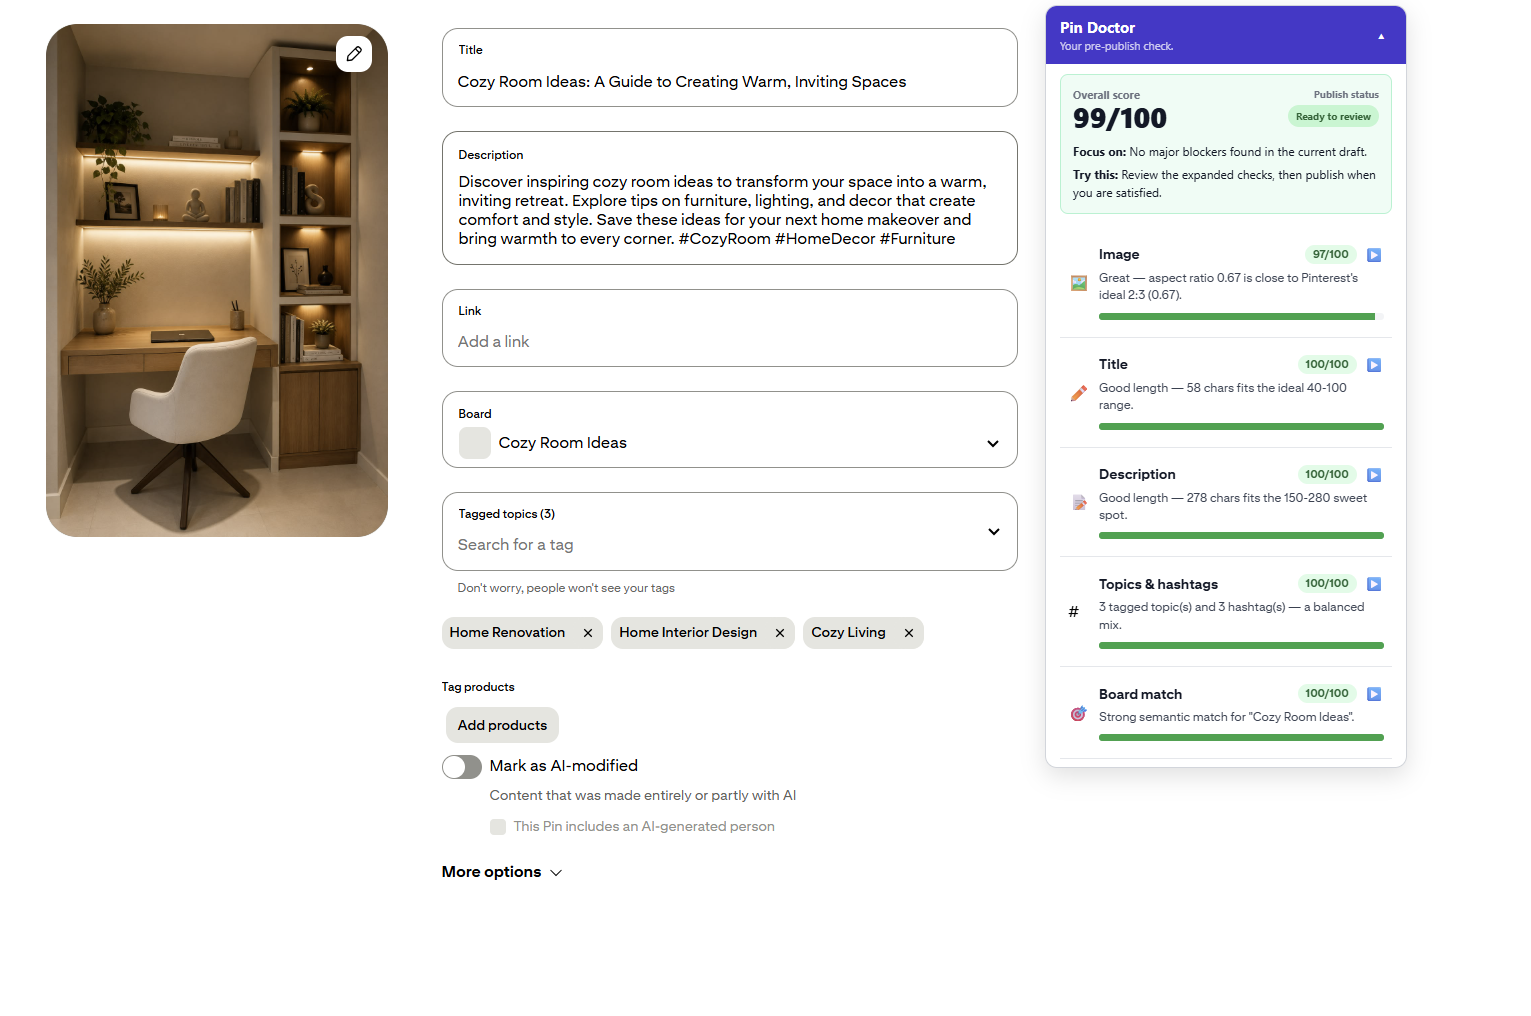 Title
Cozy Room Ideas: A Guide to Creating Warm, Inviting Spaces
Description
Discover inspiring cozy room ideas to transform your space into a warm,
inviting retreat. Explore tips on furniture, lighting, and decor that create
comfort and style. Save these ideas for your next home makeover and
bring warmth to every corner. #CozyRoom #HomeDecor #Furniture
Link
Add a link
Board
Cozy Room Ideas
Tagged topics (3)
Search for a tag
Don't worry, people won't see your tags
Home Renovation ×
Home Interior Design ×
Cozy Living ×
Tag products
Add products
Mark as AI-modified
Content that was made entirely or partly with AI
This Pin includes an AI-generated person
More options
Pin Doctor
Your pre-publish check.
Overall score
99/100
Publish status
Ready to review
Focus on: No major blockers found in the current draft.
Try this: Review the expanded checks, then publish when
you are satisfied.
Image
97/100
Great — aspect ratio 0.67 is close to Pinterest's
ideal 2:3 (0.67).
Title
100/100
Good length — 58 chars fits the ideal 40-100
range.
Description
100/100
Good length — 278 chars fits the 150-280 sweet
spot.
# Topics & hashtags
100/100
3 tagged topic(s) and 3 hashtag(s) — a balanced
mix.
Board match
100/100
Strong semantic match for "Cozy Room Ideas".